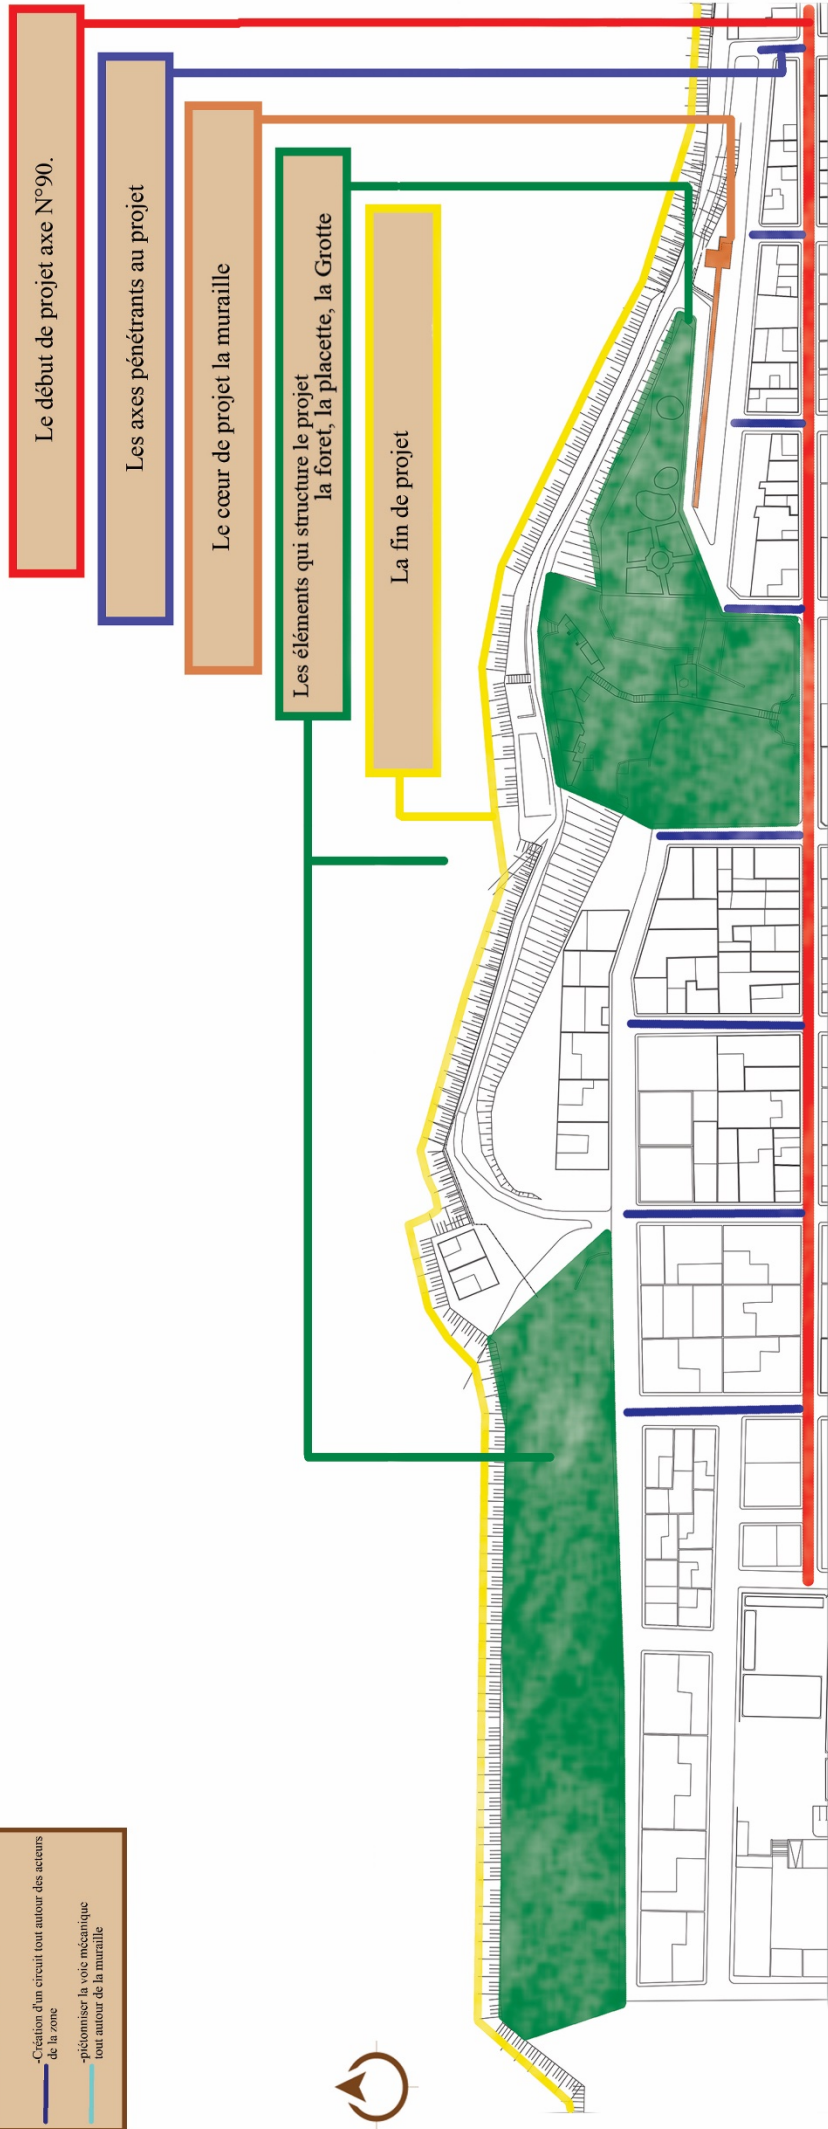 Le début de projet axe N°90.
Les axes pénétrants au projet
Le cœur de projet la muraille
Les éléments qui structure le projet
la foret, la placette, la Grotte
La fin de projet
-Création d'un circuit tout autour des acteurs
de la zone
-piétonniser la voie mécanique
tout autour de la muraille